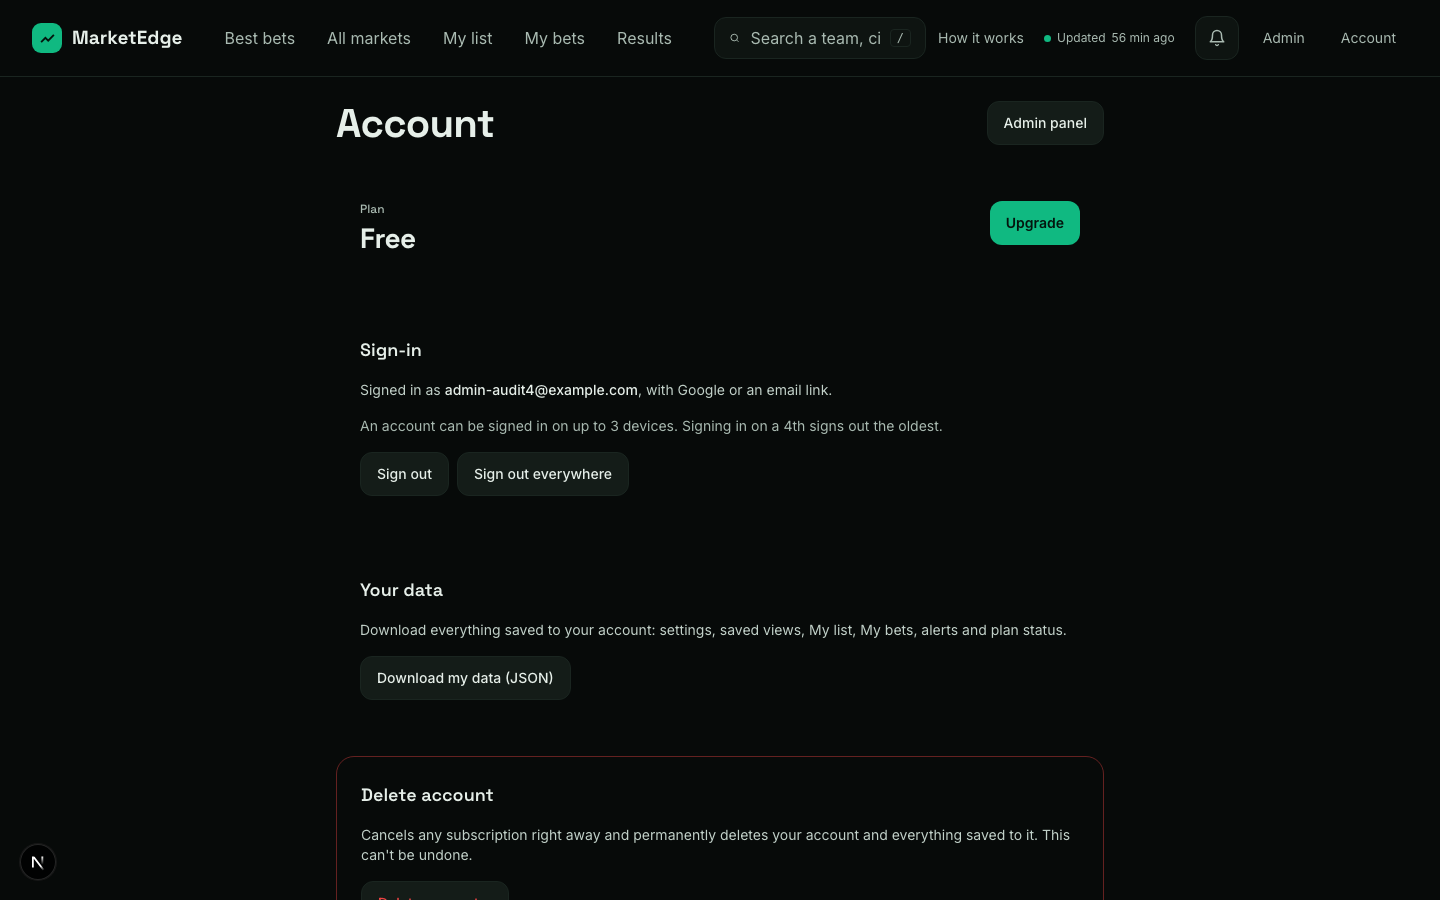 MarketEdge
Best bets
All markets
My list
My bets
Results
Search a team, ci
/
How it works
Updated 56 min ago
Admin
Account
Account
Admin panel
Plan
Free
Upgrade
Sign-in
Signed in as admin-audit4@example.com, with Google or an email link.
An account can be signed in on up to 3 devices. Signing in on a 4th signs out the oldest.
Sign out
Sign out everywhere
Your data
Download everything saved to your account: settings, saved views, My list, My bets, alerts and plan status.
Download my data (JSON)
Delete account
Cancels any subscription right away and permanently deletes your account and everything saved to it. This
can't be undone.